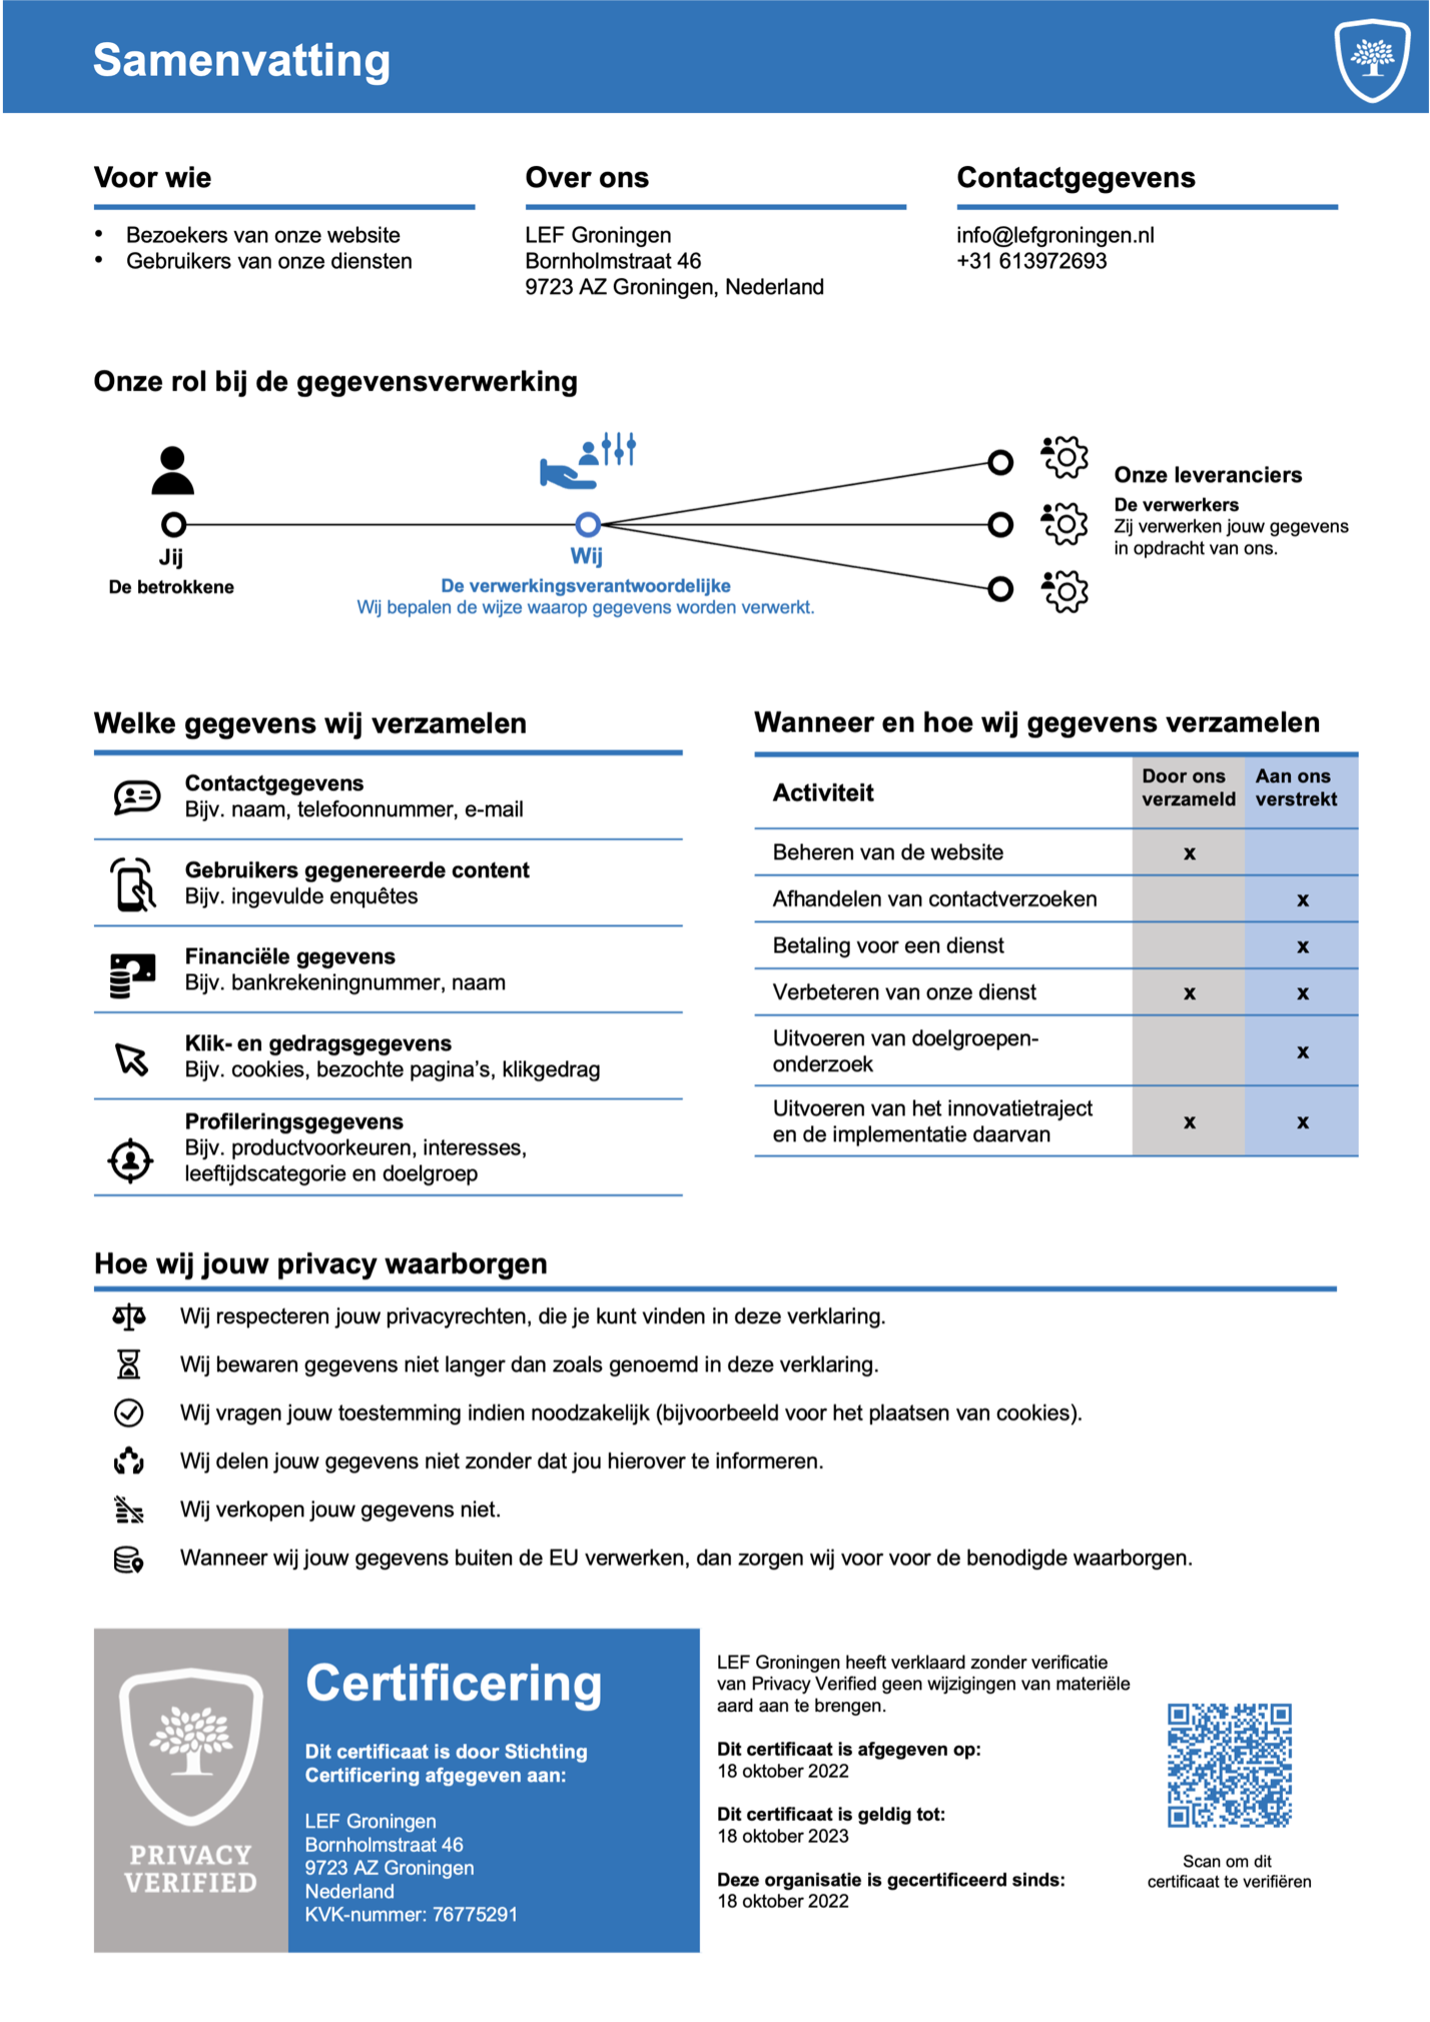 Samenvatting
Voor wie
• Bezoekers van onze website
• Gebruikers van onze diensten
Over ons
LEF Groningen
Bornholmstraat 46
9723 AZ Groningen, Nederland
Contactgegevens
info@lefgroningen.nl
+31 613972693
Onze rol bij de gegevensverwerking
Jij
De betrokkene
Wij
De verwerkingsverantwoordelijke
Wij bepalen de wijze waarop gegevens worden verwerkt.
Onze leveranciers
De verwerkers
Zij verwerken jouw gegevens
in opdracht van ons.
Welke gegevens wij verzamelen
Contactgegevens
Bijv. naam, telefoonnummer, e-mail
Gebruikers gegenereerde content
Bijv. ingevulde enquêtes
Financiële gegevens
Bijv. bankrekeningnummer, naam
Klik- en gedragsgegevens
Bijv. cookies, bezochte pagina's, klikgedrag
Profileringsgegevens
Bijv. productvoorkeuren, interesses,
leeftijdscategorie en doelgroep
Wanneer en hoe wij gegevens verzamelen
Activiteit
Door ons
verzameld
Aan ons
verstrekt
Beheren van de website x
Afhandelen van contactverzoeken x
Betaling voor een dienst x
Verbeteren van onze dienst x x
Uitvoeren van doelgroepen-
onderzoek x
Uitvoeren van het innovatietraject
en de implementatie daarvan x x
Hoe wij jouw privacy waarborgen
Wij respecteren jouw privacyrechten, die je kunt vinden in deze verklaring.
Wij bewaren gegevens niet langer dan zoals genoemd in deze verklaring.
Wij vragen jouw toestemming indien noodzakelijk (bijvoorbeeld voor het plaatsen van cookies).
Wij delen jouw gegevens niet zonder dat jou hierover te informeren.
Wij verkopen jouw gegevens niet.
Wanneer wij jouw gegevens buiten de EU verwerken, dan zorgen wij voor voor de benodigde waarborgen.
PRIVACY
VERIFIED
Certificering
Dit certificaat is door Stichting
Certificering afgegeven aan:
LEF Groningen
Bornholmstraat 46
9723 AZ Groningen
Nederland
KVK-nummer: 76775291
LEF Groningen heeft verklaard zonder verificatie
van Privacy Verified geen wijzigingen van materiële
aard aan te brengen.
Dit certificaat is afgegeven op:
18 oktober 2022
Dit certificaat is geldig tot:
18 oktober 2023
Deze organisatie is gecertificeerd sinds:
18 oktober 2022
Scan om dit
certificaat te verifiëren